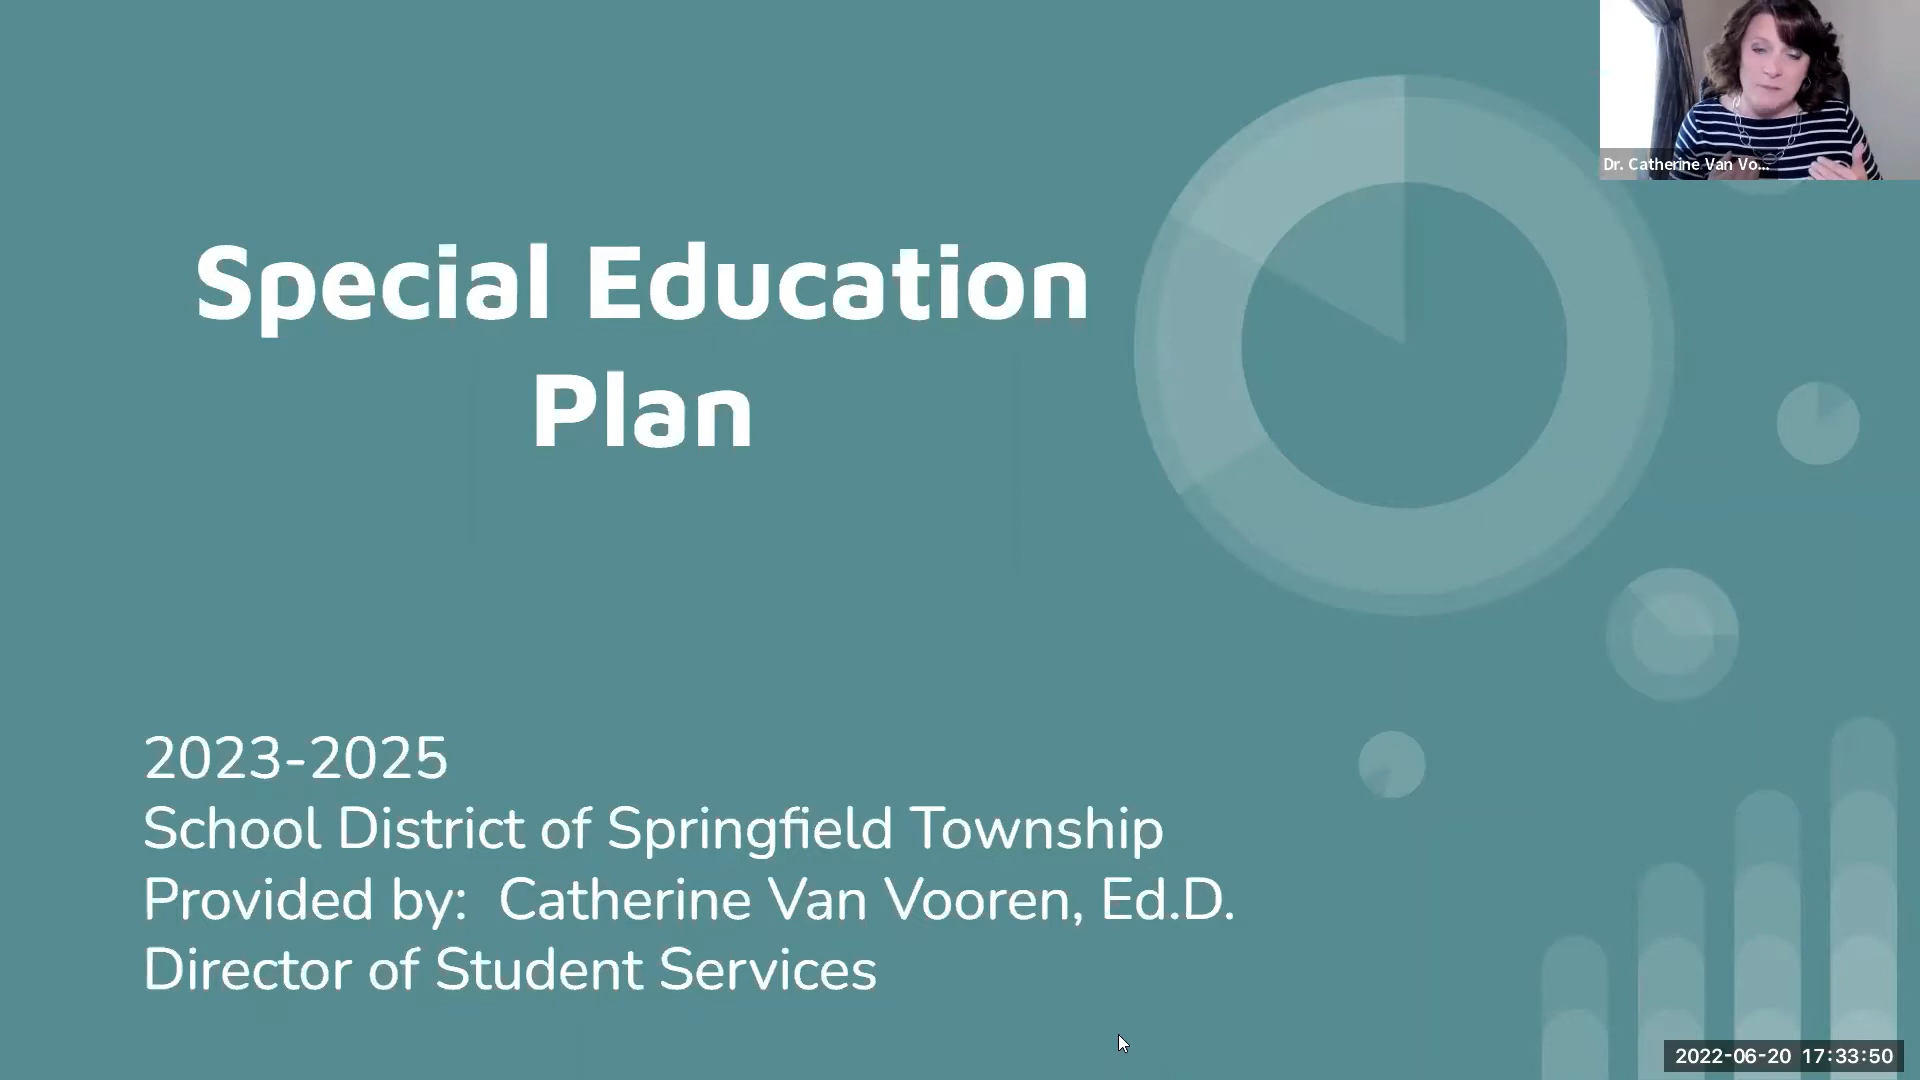 Dr. Catherine Van Vo...
Special Education
Plan
2023-2025
School District of Springfield Township
Provided by:  Catherine Van Vooren, Ed.D.
Director of Student Services
2022-06-20 17:33:50